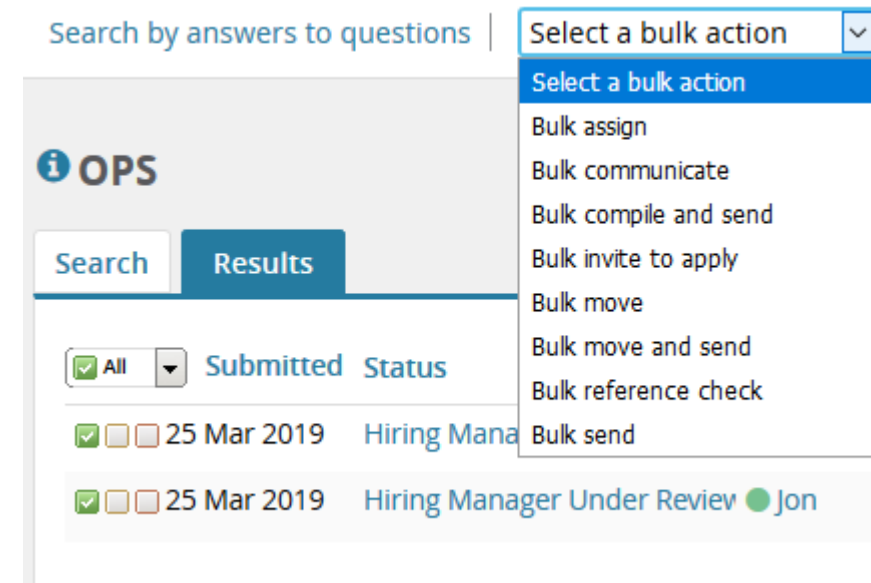 Search by answers to questions | Select a bulk action
Select a bulk action
Bulk assign
Bulk communicate
Bulk compile and send
Bulk invite to apply
Bulk move
Bulk move and send
Bulk reference check
Bulk send
OPS
Search Results
All Submitted Status
25 Mar 2019 Hiring Mana
25 Mar 2019 Hiring Manager Under Review Jon